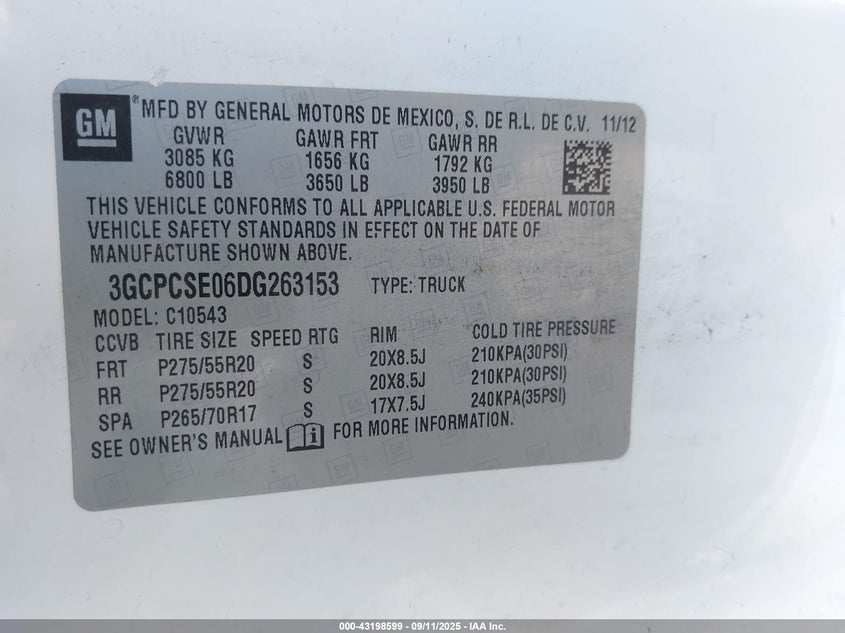 GM
MFD BY GENERAL MOTORS DE MEXICO, S. DE R.L. DE C.V. 11/12
GVWR GAWR FRT GAWR RR
3085 KG 1656 KG 1792 KG
6800 LB 3650 LB 3950 LB
THIS VEHICLE CONFORMS TO ALL APPLICABLE U.S. FEDERAL MOTOR
VEHICLE SAFETY STANDARDS IN EFFECT ON THE DATE OF
MANUFACTURE SHOWN ABOVE.
3GCPCSE06DG263153 TYPE: TRUCK
MODEL: C10543
CCVB TIRE SIZE SPEED RTG RIM COLD TIRE PRESSURE
FRT P275/55R20 S 20X8.5J 210KPA(30PSI)
RR P275/55R20 S 20X8.5J 210KPA(30PSI)
SPA P265/70R17 S 17X7.5J 240KPA(35PSI)
SEE OWNER'S MANUAL FOR MORE INFORMATION.
000-43198599 - 09/11/2025 - IAA Inc.